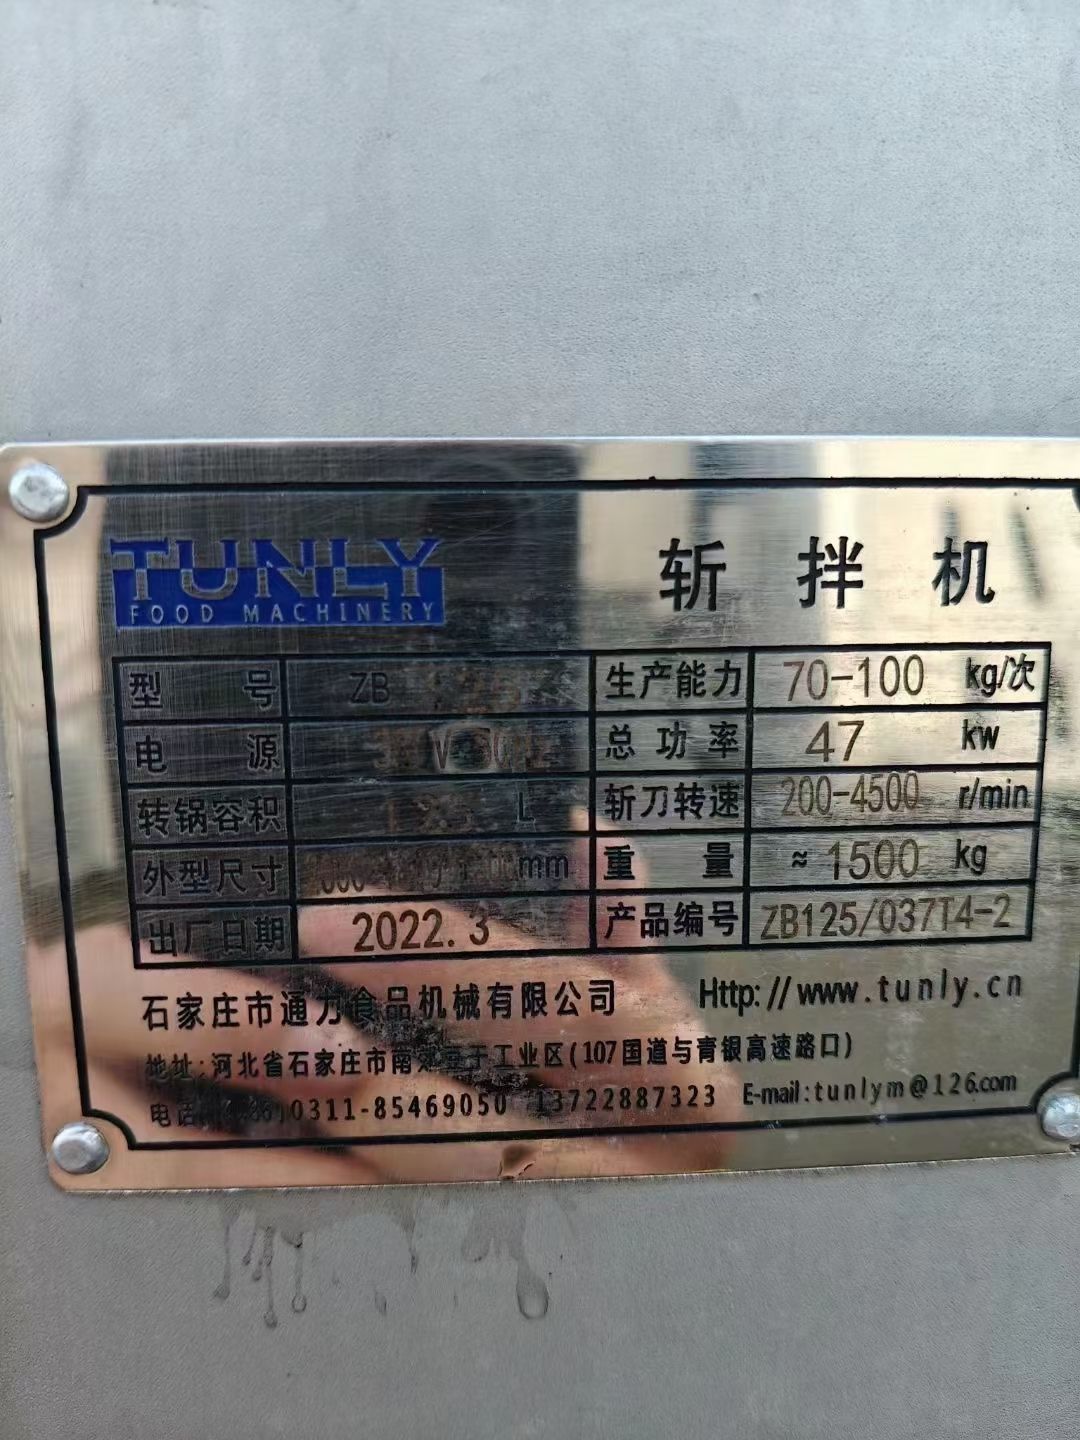 TUNLY
FOOD MACHINERY
斩拌机
型号 ZB 生产能力 70-100 kg/次
电源 总功率 47 kw
转锅容积 L 斩刀转速 200-4500 r/min
外型尺寸 mm 重量 ≈1500 kg
出厂日期 2022.3 产品编号 ZB125/037T4-2
石家庄市通力食品机械有限公司 Http://www.tunly.cn
地址:河北省石家庄市南 工业区(107国道与青银高速路口)
电话 0311-85469050 13722887323 E-mail:tunlym@126.com